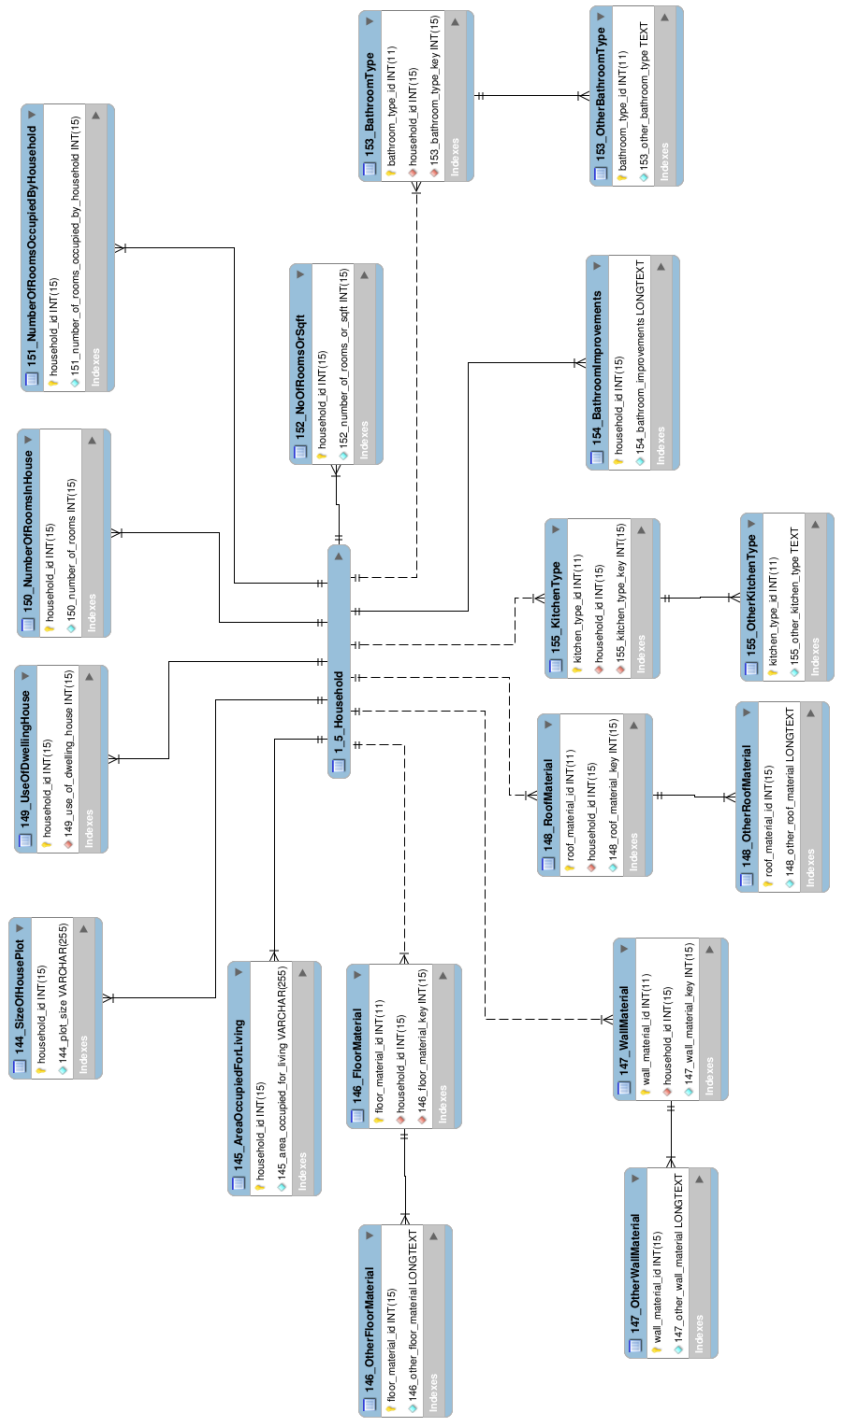 144_SizeOfHousePlot
household_id INT(15)
144_plot_size VARCHAR(255)
Indexes
149_UseOfDwellingHouse
household_id INT(15)
149_use_of_dwelling_house INT(15)
Indexes
150_NumberOfRoomsInHouse
household_id INT(15)
150_number_of_rooms INT(15)
Indexes
151_NumberOfRoomsOccupiedByHousehold
household_id INT(15)
151_number_of_rooms_occupied_by_household INT(15)
Indexes
145_AreaOccupiedForLiving
household_id INT(15)
145_area_occupied_for_living VARCHAR(255)
Indexes
152_NoOfRoomsOrSqft
household_id INT(15)
152_number_of_rooms_or_sqft INT(15)
Indexes
1_5_Household
146_OtherFloorMaterial
floor_material_id INT(15)
146_other_floor_material LONGTEXT
Indexes
146_FloorMaterial
floor_material_id INT(11)
household_id INT(15)
146_floor_material_key INT(15)
Indexes
153_BathroomType
bathroom_type_id INT(11)
household_id INT(15)
153_bathroom_type_key INT(15)
Indexes
148_RoofMaterial
roof_material_id INT(11)
household_id INT(15)
148_roof_material_key INT(15)
Indexes
155_KitchenType
kitchen_type_id INT(11)
household_id INT(15)
155_kitchen_type_key INT(15)
Indexes
154_BathroomImprovements
household_id INT(15)
154_bathroom_improvements LONGTEXT
Indexes
153_OtherBathroomType
bathroom_type_id INT(11)
153_other_bathroom_type TEXT
Indexes
147_OtherWallMaterial
wall_material_id INT(15)
147_other_wall_material LONGTEXT
Indexes
147_WallMaterial
wall_material_id INT(11)
household_id INT(15)
147_wall_material_key INT(15)
Indexes
148_OtherRoofMaterial
roof_material_id INT(15)
148_other_roof_material LONGTEXT
Indexes
155_OtherKitchenType
kitchen_type_id INT(11)
155_other_kitchen_type TEXT
Indexes